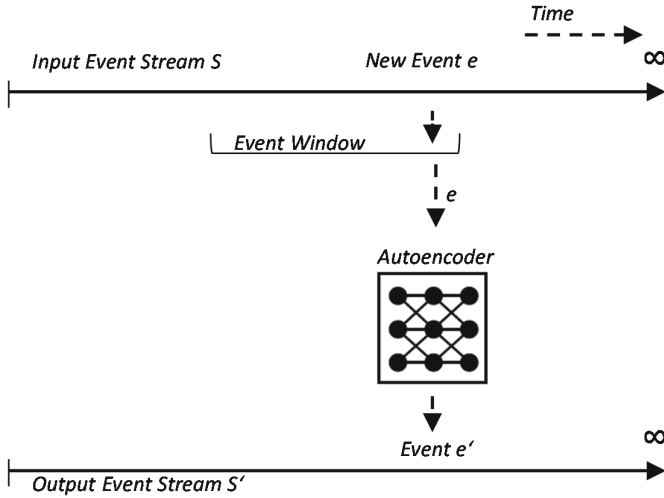 Time
∞
Input Event Stream S
New Event e
Event Window
e
Autoencoder
∞
Event e‘
Output Event Stream S‘